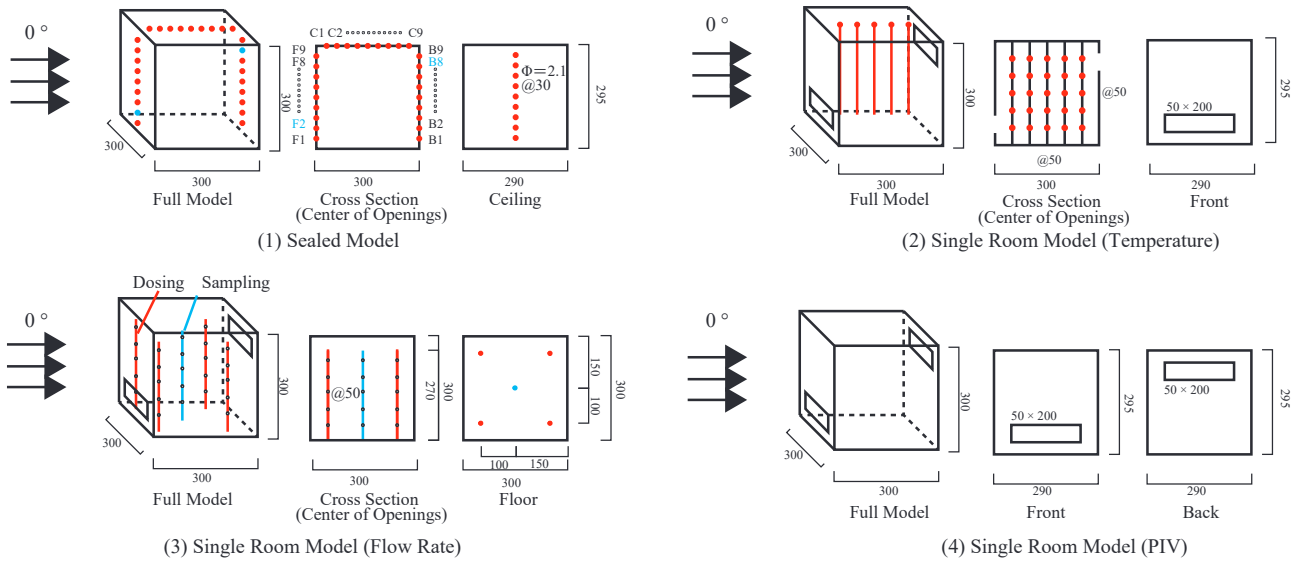 0 °
300
300
300
Full Model
C1 C2 C9
F9
F8
F2
F1
B9
B8
B2
B1
300
Cross Section
(Center of Openings)
Φ=2.1
@30
295
290
Ceiling
(1) Sealed Model
0 °
300
300
300
Full Model
@50
@50
300
Cross Section
(Center of Openings)
50 × 200
295
290
Front
(2) Single Room Model (Temperature)
Dosing Sampling
0 °
300
300
300
Full Model
@50
270
300
300
Cross Section
(Center of Openings)
150
100
300
100 150
300
Floor
(3) Single Room Model (Flow Rate)
0 °
300
300
300
Full Model
50 × 200
295
290
Front
50 × 200
295
290
Back
(4) Single Room Model (PIV)